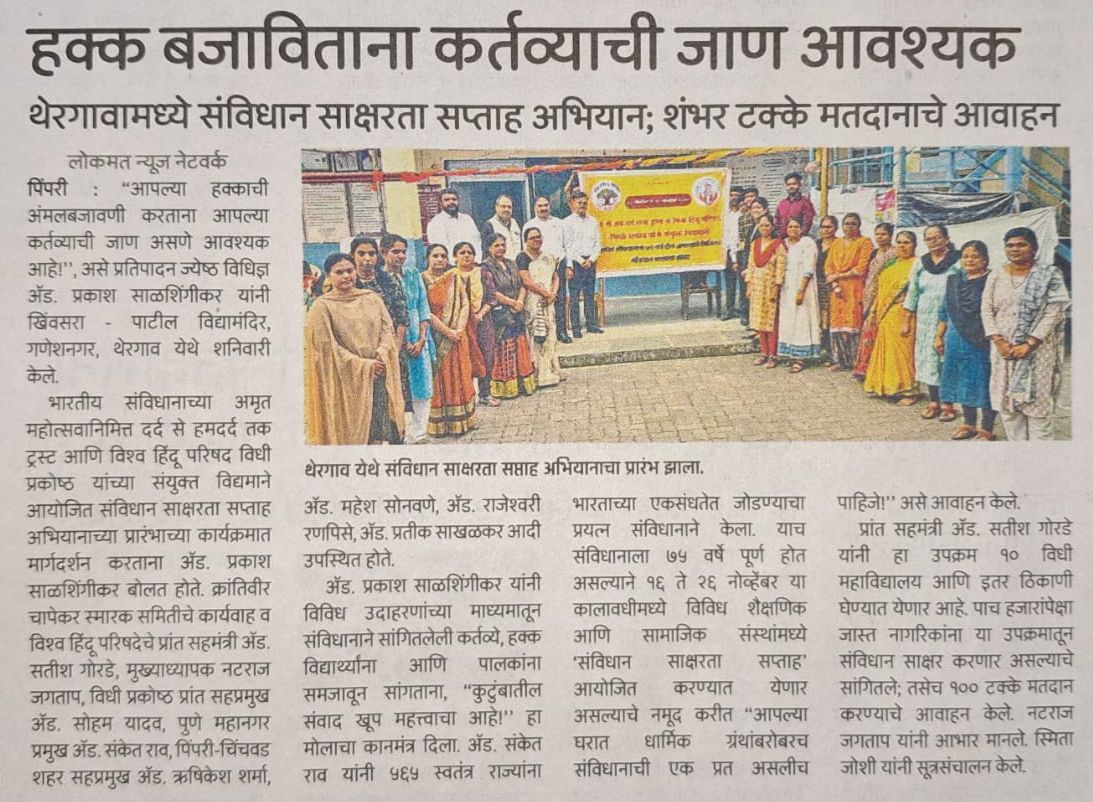 हक्क बजाविताना कर्तव्याची जाण आवश्यक
थेरगावामध्ये संविधान साक्षरता सप्ताह अभियान; शंभर टक्के मतदानाचे आवाहन
लोकमत न्यूज नेटवर्क
पिंपरी : “आपल्या हक्काची
अंमलबजावणी करताना आपल्या
कर्तव्याची जाण असणे आवश्यक
आहे!”, असे प्रतिपादन ज्येष्ठ विधिज्ञ
ॲड. प्रकाश साळशिंगीकर यांनी
खिंवसरा - पाटील विद्यामंदिर,
गणेशनगर, थेरगाव येथे शनिवारी
केले.
भारतीय संविधानाच्या अमृत
महोत्सवानिमित्त दर्द से हमदर्द तक
ट्रस्ट आणि विश्व हिंदू परिषद विधी
प्रकोष्ठ यांच्या संयुक्त विद्यमाने
आयोजित संविधान साक्षरता सप्ताह
अभियानाच्या प्रारंभाच्या कार्यक्रमात
मार्गदर्शन करताना ॲड. प्रकाश
साळशिंगीकर बोलत होते. क्रांतिवीर
चापेकर स्मारक समितीचे कार्यवाह व
विश्व हिंदू परिषदेचे प्रांत सहमंत्री ॲड.
सतीश गोरडे, मुख्याध्यापक नटराज
जगताप, विधी प्रकोष्ठ प्रांत सहप्रमुख
ॲड. सोहम यादव, पुणे महानगर
प्रमुख ॲड. संकेत राव, पिंपरी-चिंचवड
शहर सहप्रमुख ॲड. ऋषिकेश शर्मा,
थेरगाव येथे संविधान साक्षरता सप्ताह अभियानाचा प्रारंभ झाला.
ॲड. महेश सोनवणे, ॲड. राजेश्वरी
रणपिसे, ॲड. प्रतीक साखळकर आदी
उपस्थित होते.
ॲड. प्रकाश साळशिंगीकर यांनी
विविध उदाहरणांच्या माध्यमातून
संविधानाने सांगितलेली कर्तव्ये, हक्क
विद्यार्थ्यांना आणि पालकांना
समजावून सांगताना, “कुटुंबातील
संवाद खूप महत्त्वाचा आहे!” हा
मोलाचा कानमंत्र दिला. ॲड. संकेत
राव यांनी ५६५ स्वतंत्र राज्यांना
भारताच्या एकसंधतेत जोडण्याचा
प्रयत्न संविधानाने केला. याच
संविधानाला ७५ वर्षे पूर्ण होत
असल्याने १६ ते २६ नोव्हेंबर या
कालावधीमध्ये विविध शैक्षणिक
आणि सामाजिक संस्थांमध्ये
‘संविधान साक्षरता सप्ताह’
आयोजित करण्यात येणार
असल्याचे नमूद करीत “आपल्या
घरात धार्मिक ग्रंथांबरोबरच
संविधानाची एक प्रत असलीच
पाहिजे!” असे आवाहन केले.
प्रांत सहमंत्री ॲड. सतीश गोरडे
यांनी हा उपक्रम १० विधी
महाविद्यालय आणि इतर ठिकाणी
घेण्यात येणार आहे. पाच हजारांपेक्षा
जास्त नागरिकांना या उपक्रमातून
संविधान साक्षर करणार असल्याचे
सांगितले; तसेच १०० टक्के मतदान
करण्याचे आवाहन केले. नटराज
जगताप यांनी आभार मानले. स्मिता
जोशी यांनी सूत्रसंचालन केले.